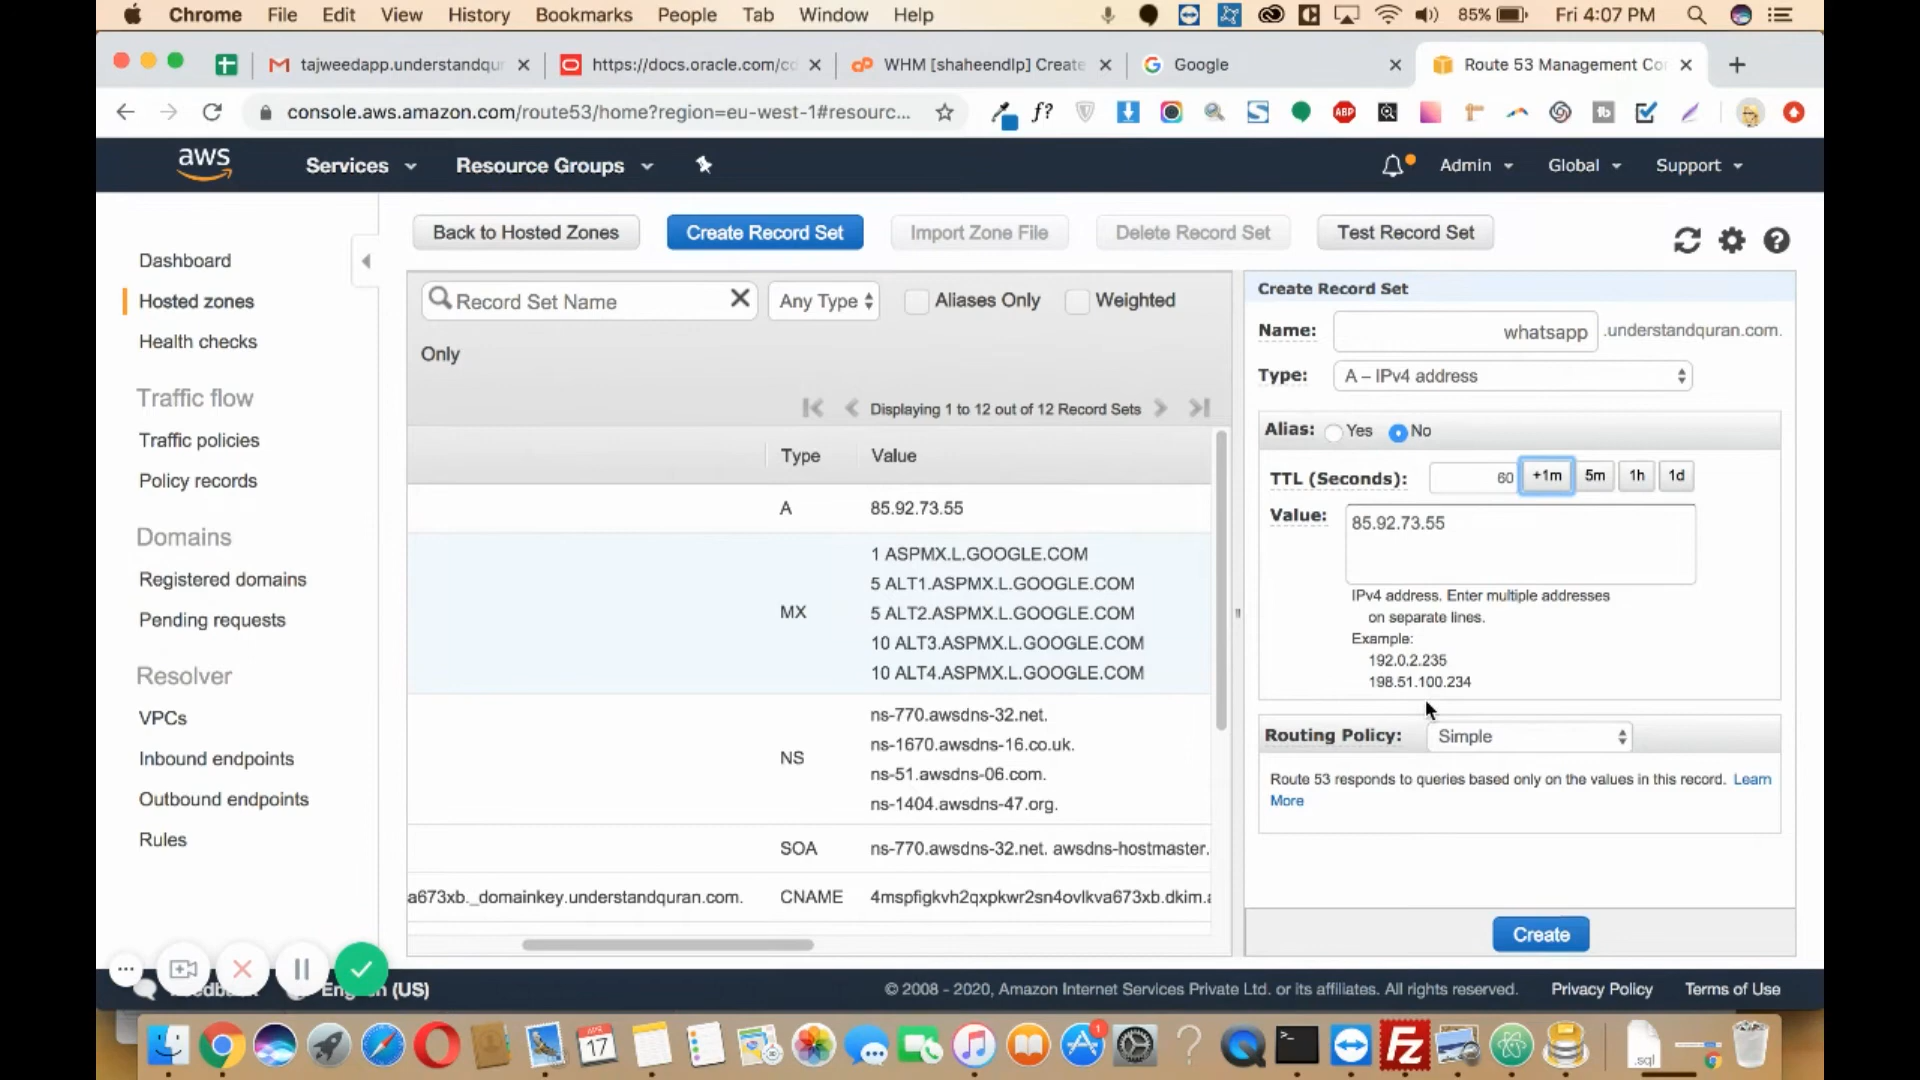 Chrome File Edit View History Bookmarks People Tab Window Help 85% Fri 4:07 PM
tajweedapp.understandqur https://docs.oracle.com/cd WHM [shaheendlp] Create Google Route 53 Management Co
console.aws.amazon.com/route53/home?region=eu-west-1#resourc... f? ABP tb
aws Services Resource Groups Admin Global Support
Back to Hosted Zones Create Record Set Import Zone File Delete Record Set Test Record Set
Dashboard
Hosted zones
Health checks
Traffic flow
Traffic policies
Policy records
Domains
Registered domains
Pending requests
Resolver
VPCs
Inbound endpoints
Outbound endpoints
Rules
Record Set Name Any Type Aliases Only Weighted
Only
Displaying 1 to 12 out of 12 Record Sets
Type Value
A 85.92.73.55
1 ASPMX.L.GOOGLE.COM
5 ALT1.ASPMX.L.GOOGLE.COM
MX 5 ALT2.ASPMX.L.GOOGLE.COM
10 ALT3.ASPMX.L.GOOGLE.COM
10 ALT4.ASPMX.L.GOOGLE.COM
ns-770.awsdns-32.net.
ns-1670.awsdns-16.co.uk.
NS
ns-51.awsdns-06.com.
ns-1404.awsdns-47.org.
SOA ns-770.awsdns-32.net. awsdns-hostmaster.
a673xb._domainkey.understandquran.com. CNAME 4mspfigkvh2qxpkwr2sn4ovlkva673xb.dkim.
Create Record Set
Name: whatsapp .understandquran.com.
Type: A – IPv4 address
Alias: Yes No
TTL (Seconds): 60 +1m 5m 1h 1d
Value: 85.92.73.55
IPv4 address. Enter multiple addresses
on separate lines.
Example:
192.0.2.235
198.51.100.234
Routing Policy: Simple
Route 53 responds to queries based only on the values in this record. Learn
More
Create
(US) © 2008 - 2020, Amazon Internet Services Private Ltd. or its affiliates. All rights reserved. Privacy Policy Terms of Use
APR
17
1
Fz
.sql